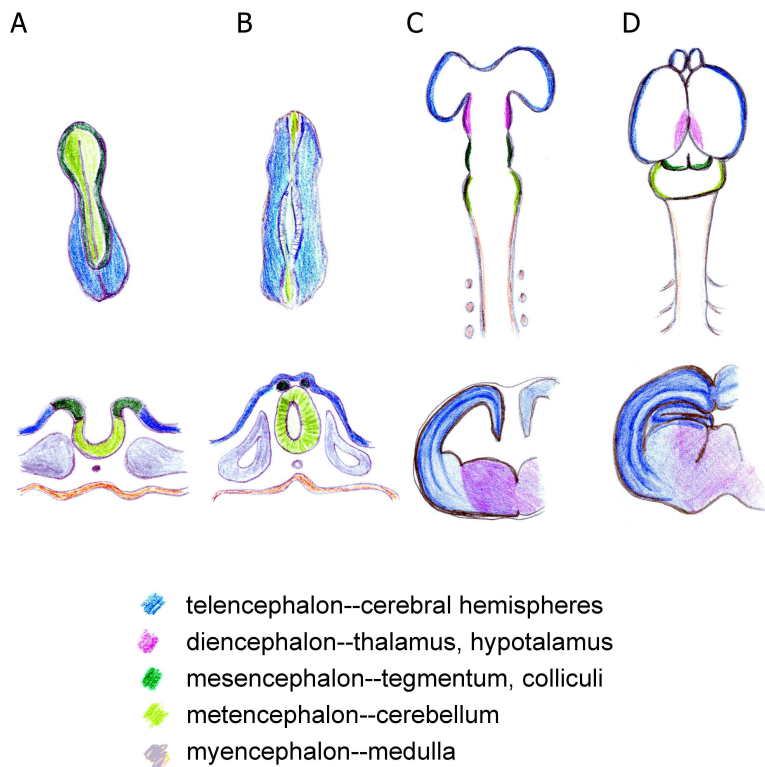 A B C D
telencephalon--cerebral hemispheres
diencephalon--thalamus, hypotalamus
mesencephalon--tegmentum, colliculi
metencephalon--cerebellum
myencephalon--medulla